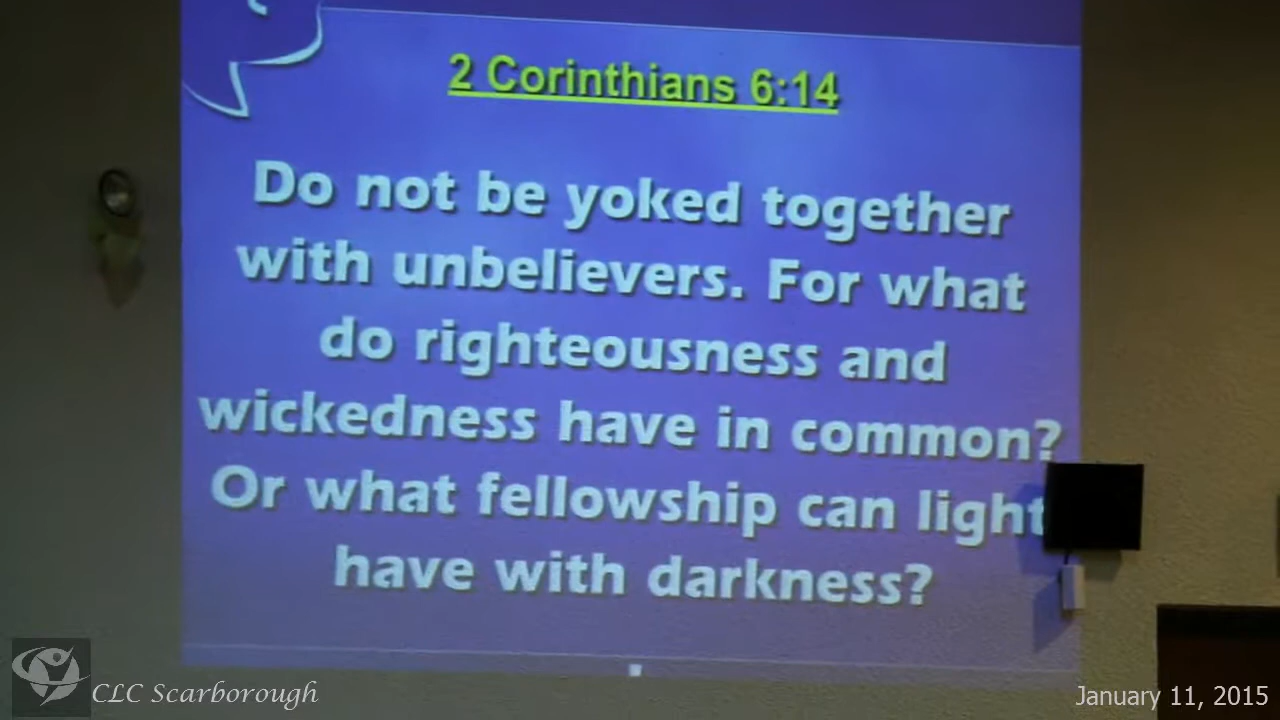 2 Corinthians 6:14
Do not be yoked together
with unbelievers. For what
do righteousness and
wickedness have in common?
Or what fellowship can light
have with darkness?
CLC Scarborough
January 11, 2015